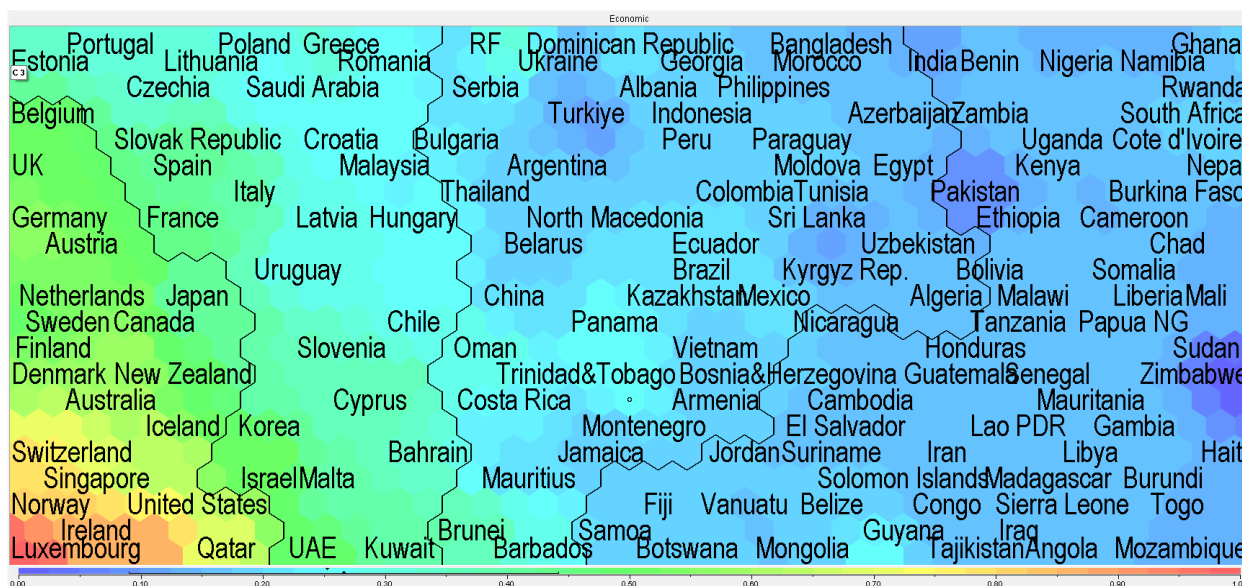 Economic
Portugal Poland Greece RF Dominican Republic Bangladesh Ghana
Estonia Lithuania Romania Ukraine Georgia Morocco India Benin Nigeria Namibia
C 3
Czechia Saudi Arabia Serbia Albania Philippines Rwanda
Belgium Turkiye Indonesia Azerbaijan Zambia South Africa
Slovak Republic Croatia Bulgaria Peru Paraguay Uganda Cote d'Ivoire
UK Spain Malaysia Argentina Moldova Egypt Kenya Nepa
Italy Thailand Colombia Tunisia Pakistan Burkina Faso
Germany France Latvia Hungary North Macedonia Sri Lanka Ethiopia Cameroon
Austria Belarus Ecuador Uzbekistan Chad
Uruguay Brazil Kyrgyz Rep. Bolivia Somalia
Netherlands Japan China Kazakhstan Mexico Algeria Malawi Liberia Mali
Sweden Canada Chile Panama Nicaragua Tanzania Papua NG
Finland Slovenia Oman Vietnam Honduras Sudan
Denmark New Zealand Trinidad&Tobago Bosnia&Herzegovina Guatemala Senegal Zimbabwe
Australia Cyprus Costa Rica Armenia Cambodia Mauritania
Iceland Korea Montenegro El Salvador Lao PDR Gambia
Switzerland Bahrain Jamaica Jordan Suriname Iran Libya Hait
Singapore Israel Malta Mauritius Solomon Islands Madagascar Burundi
Norway United States Fiji Vanuatu Belize Congo Sierra Leone Togo
Ireland Brunei Samoa Guyana Iraq
Luxembourg Qatar UAE Kuwait Barbados Botswana Mongolia Tajikistan Angola Mozambique
0.00 0.10 0.20 0.30 0.40 0.50 0.60 0.70 0.80 0.90 1.0